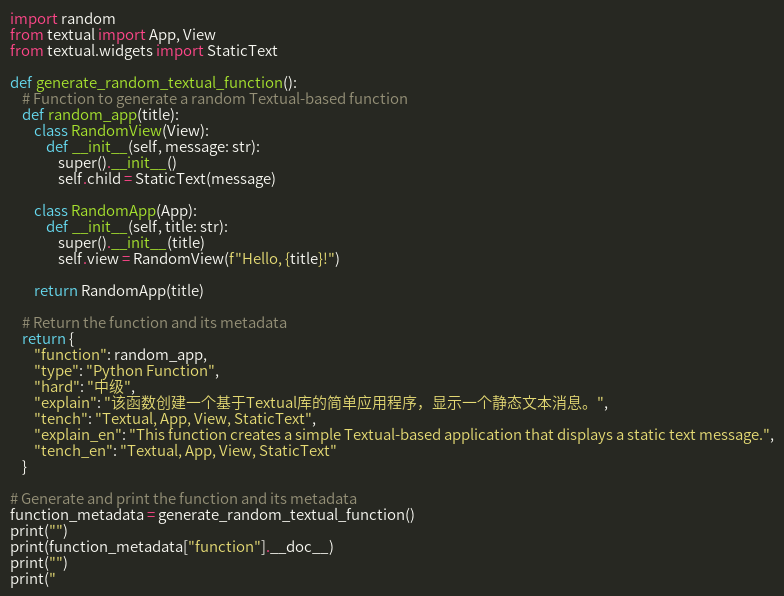 import random
from textual import App, View
from textual.widgets import StaticText

def generate_random_textual_function():
    # Function to generate a random Textual-based function
    def random_app(title):
        class RandomView(View):
            def __init__(self, message: str):
                super().__init__()
                self.child = StaticText(message)

        class RandomApp(App):
            def __init__(self, title: str):
                super().__init__(title)
                self.view = RandomView(f"Hello, {title}!")

        return RandomApp(title)

    # Return the function and its metadata
    return {
        "function": random_app,
        "type": "Python Function",
        "hard": "中级",
        "explain": "该函数创建一个基于Textual库的简单应用程序，显示一个静态文本消息。",
        "tench": "Textual, App, View, StaticText",
        "explain_en": "This function creates a simple Textual-based application that displays a static text message.",
        "tench_en": "Textual, App, View, StaticText"
    }

# Generate and print the function and its metadata
function_metadata = generate_random_textual_function()
print("")
print(function_metadata["function"].__doc__)
print("")
print("